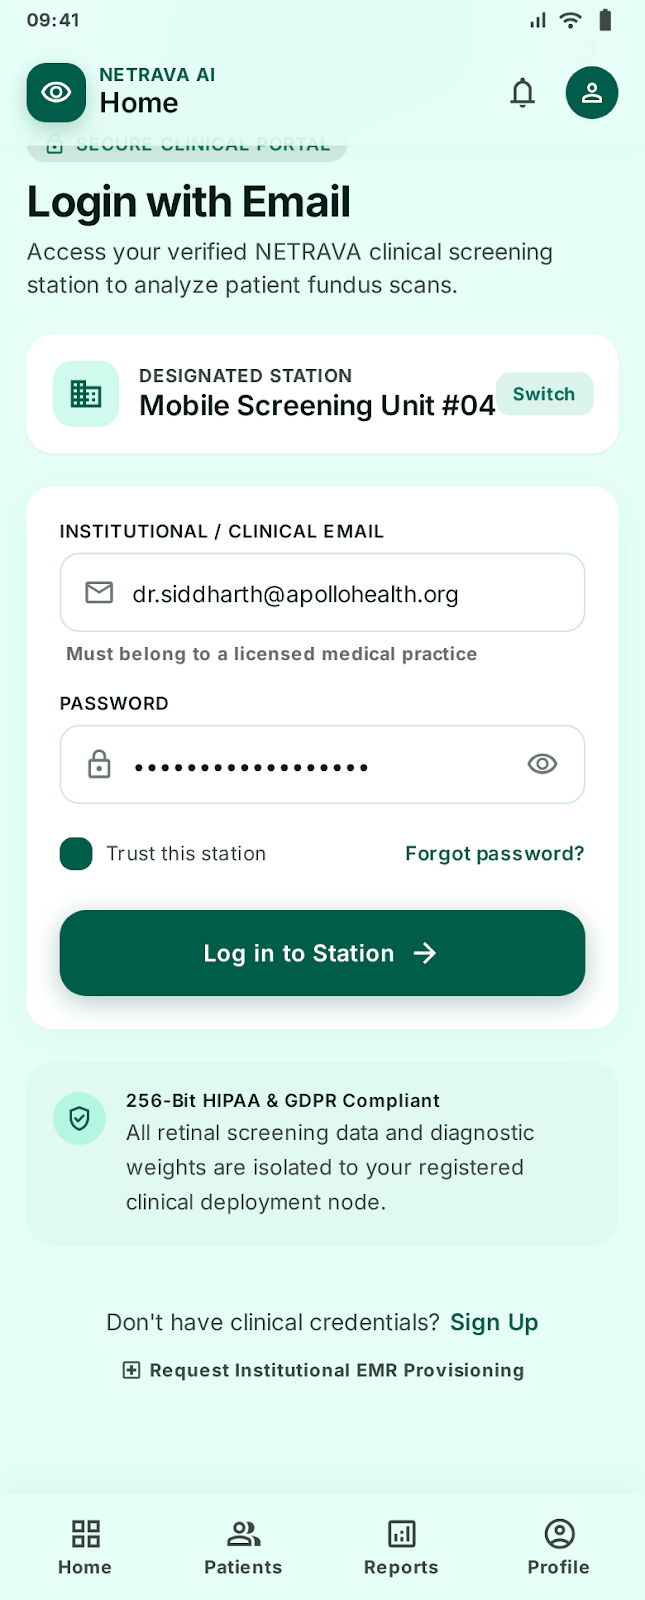 09:41
NETRAVA AI
Home
SECURE CLINICAL PORTAL
Login with Email
Access your verified NETRAVA clinical screening
station to analyze patient fundus scans.
DESIGNATED STATION
Mobile Screening Unit #04
Switch
INSTITUTIONAL / CLINICAL EMAIL
dr.siddharth@apollohealth.org
Must belong to a licensed medical practice
PASSWORD
••••••••••••••••••
Trust this station
Forgot password?
Log in to Station →
256-Bit HIPAA & GDPR Compliant
All retinal screening data and diagnostic
weights are isolated to your registered
clinical deployment node.
Don't have clinical credentials? Sign Up
Request Institutional EMR Provisioning
Home
Patients
Reports
Profile